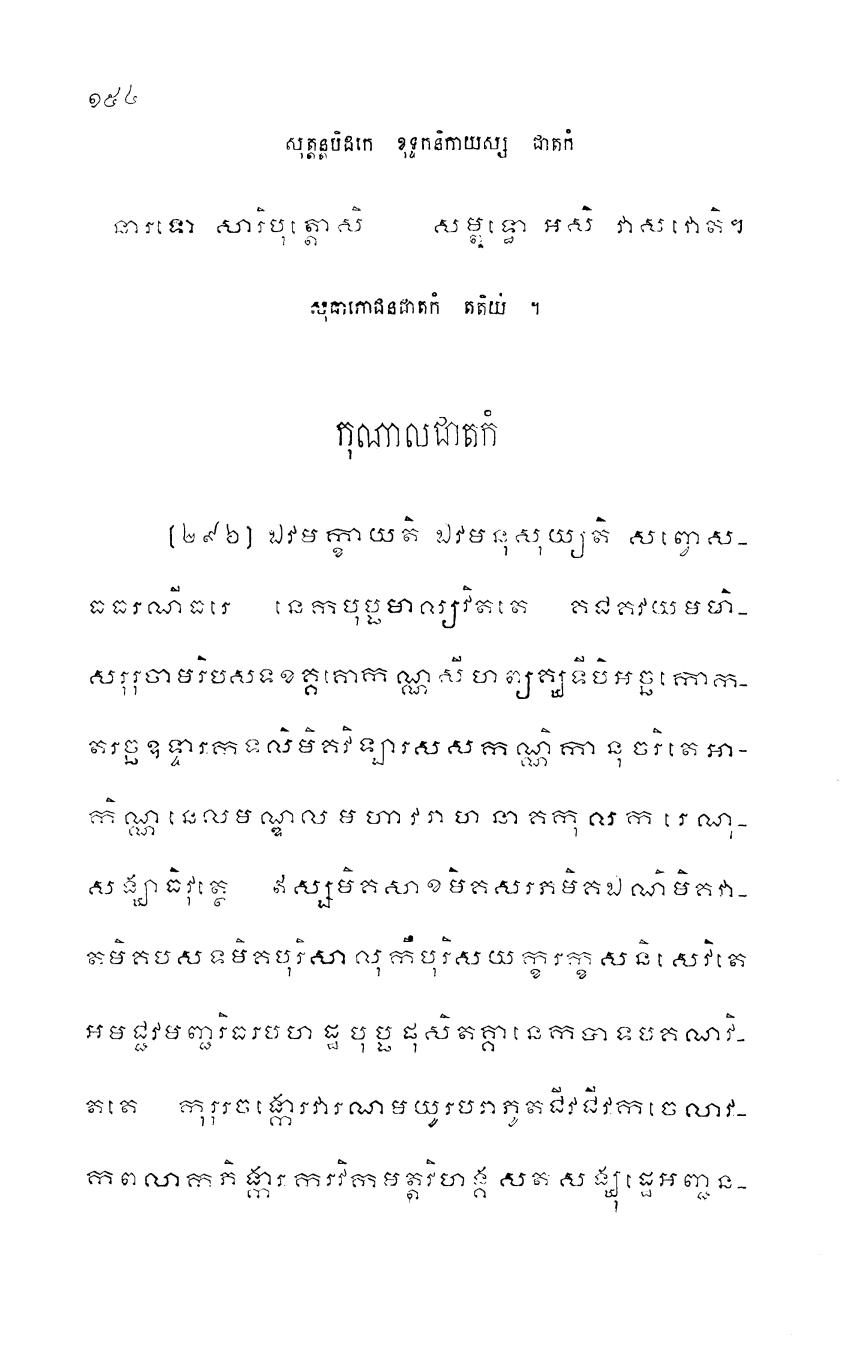 ១៥៤
សុត្តន្តបិដកេ ខុទ្ទកនិកាយស្ស ជាតកំ
នារទោ សារិបុត្តោសិ សម្ពុទ្ធោ អសិ វាសវោតិ។
សុធាភោជនជាតកំ តតិយំ ។
កុណាលជាតកំ
[២៩៦] ឯវមក្ខាយតិ ឯវមនុសុយ្យតិ សព្វោស-
ធធរណីធរេ នេកបុប្ផមាល្យវិតតេ គជគវយមហិ-
សរុរុចាមរិបសទខគ្គគោកណ្ណសីហព្យគ្ឃទីបិអច្ឆកោក-
តរច្ឆឧទ្ទារកទលិមិគវិឡារសសកណ្ណិកានុចរិតេ អា-
កិណ្ណនេលមណ្ឌលមហាវរាហនាគកុលករេណុ-
សង្ឃាធិវុត្ថេ ឥស្សមិគសាខមិគសរភមិគឯណិមិគវា-
តមិគបសទមិគបុរិសាលុកឹបុរិសយក្ខរក្ខសនិសេវិតេ
អមជ្ជវមញ្ជរិធរបហដ្ឋបុប្ផផុសិតគ្គានេកបាទបគណវិ-
តតេ កុរុរចង្កោរវារណមយូរបរាភូតជីវជីវកចេលាវ-
កពលាកកភិង្ការករវិកមត្តវិហង្គសតសង្ឃុដ្ឋេ អញ្ជន-